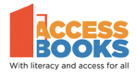 ACCESS
BOOKS
With literacy and access for all